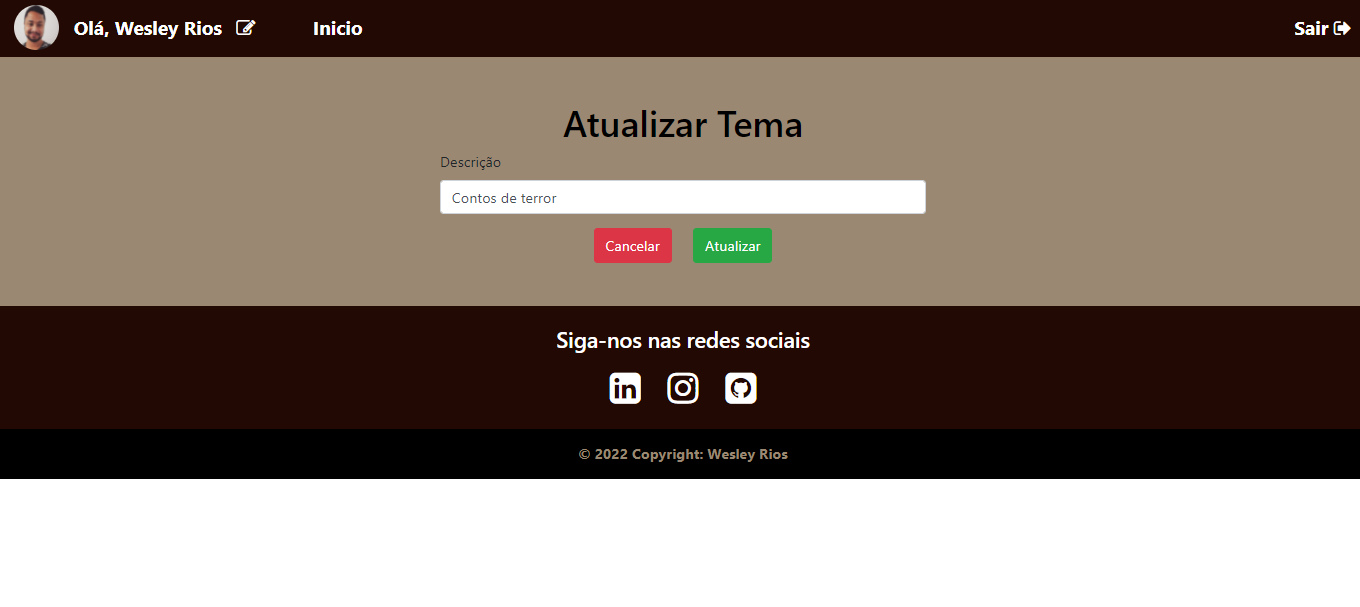 Olá, Wesley Rios Inicio Sair
Atualizar Tema
Descrição
Contos de terror
Cancelar Atualizar
Siga-nos nas redes sociais
in
© 2022 Copyright: Wesley Rios